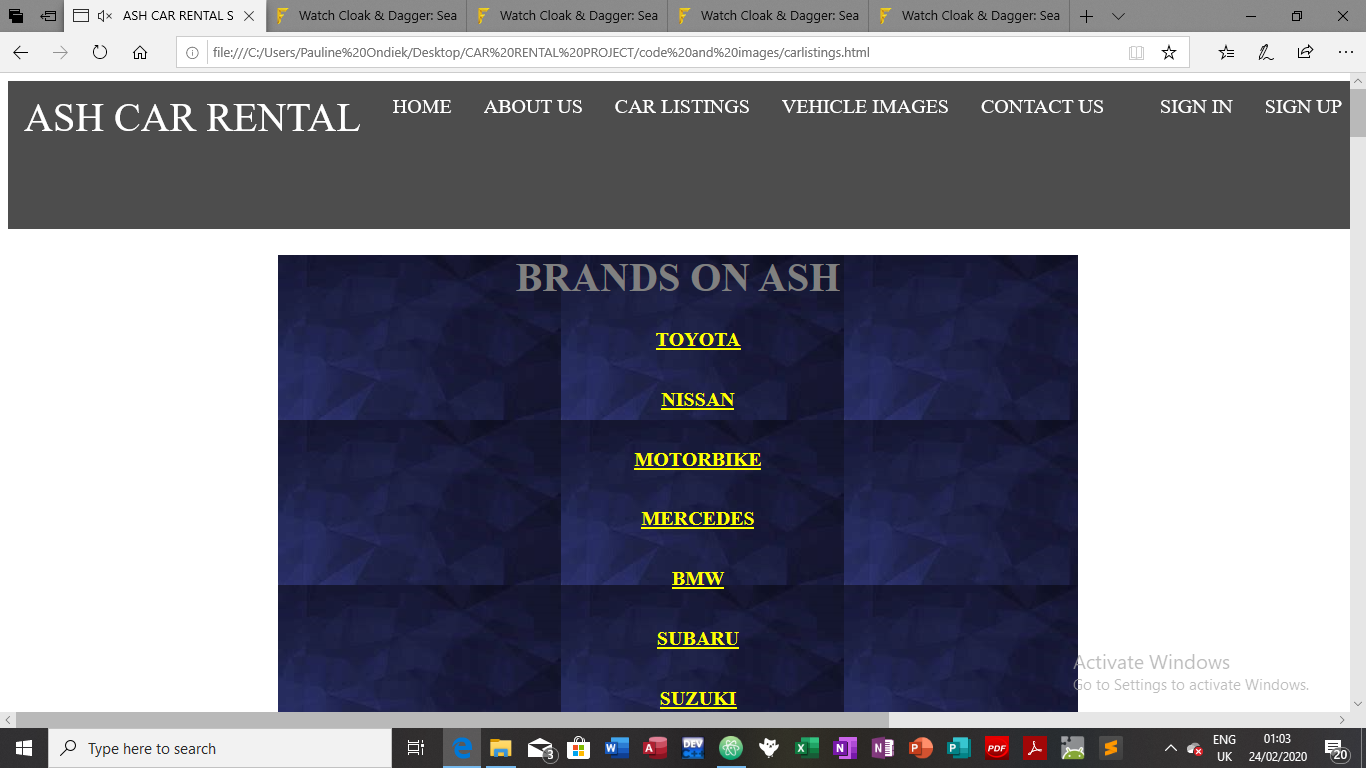 ASH CAR RENTAL S
Watch Cloak & Dagger: Sea
Watch Cloak & Dagger: Sea
Watch Cloak & Dagger: Sea
Watch Cloak & Dagger: Sea
file:///C:/Users/Pauline%20Ondiek/Desktop/CAR%20RENTAL%20PROJECT/code%20and%20images/carlistings.html
ASH CAR RENTAL HOME ABOUT US CAR LISTINGS VEHICLE IMAGES CONTACT US SIGN IN SIGN UP
BRANDS ON ASH
TOYOTA
NISSAN
MOTORBIKE
MERCEDES
BMW
SUBARU
SUZUKI
Activate Windows
Go to Settings to activate Windows.
Type here to search
3
DEV
PDF
ENG
UK
01:03
24/02/2020
20